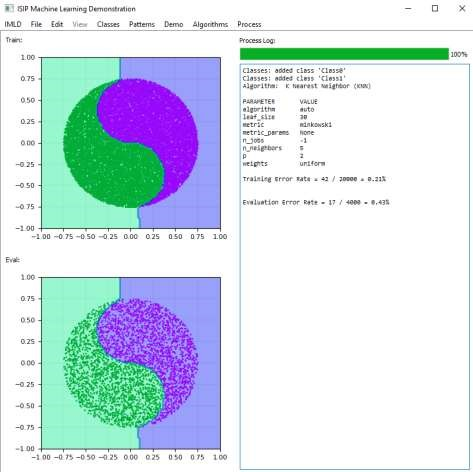 ISIP Machine Learning Demonstration
IMLD File Edit View Classes Patterns Demo Algorithms Process
Train:
1.00
0.75
0.50
0.25
0.00
−0.25
−0.50
−0.75
−1.00
−1.00 −0.75 −0.50 −0.25 0.00 0.25 0.50 0.75 1.00
Eval:
1.00
0.75
0.50
0.25
0.00
−0.25
−0.50
−0.75
−1.00
−1.00 −0.75 −0.50 −0.25 0.00 0.25 0.50 0.75 1.00
Process Log:
100%
Classes: added class 'Class0'
Classes: added class 'Class1'
Algorithm: K Nearest Neighbor (KNN)
PARAMETER VALUE
algorithm auto
leaf_size 30
metric minkowski
metric_params None
n_jobs -1
n_neighbors 5
p 2
weights uniform
Training Error Rate = 42 / 20000 = 0.21%
Evaluation Error Rate = 17 / 4000 = 0.43%